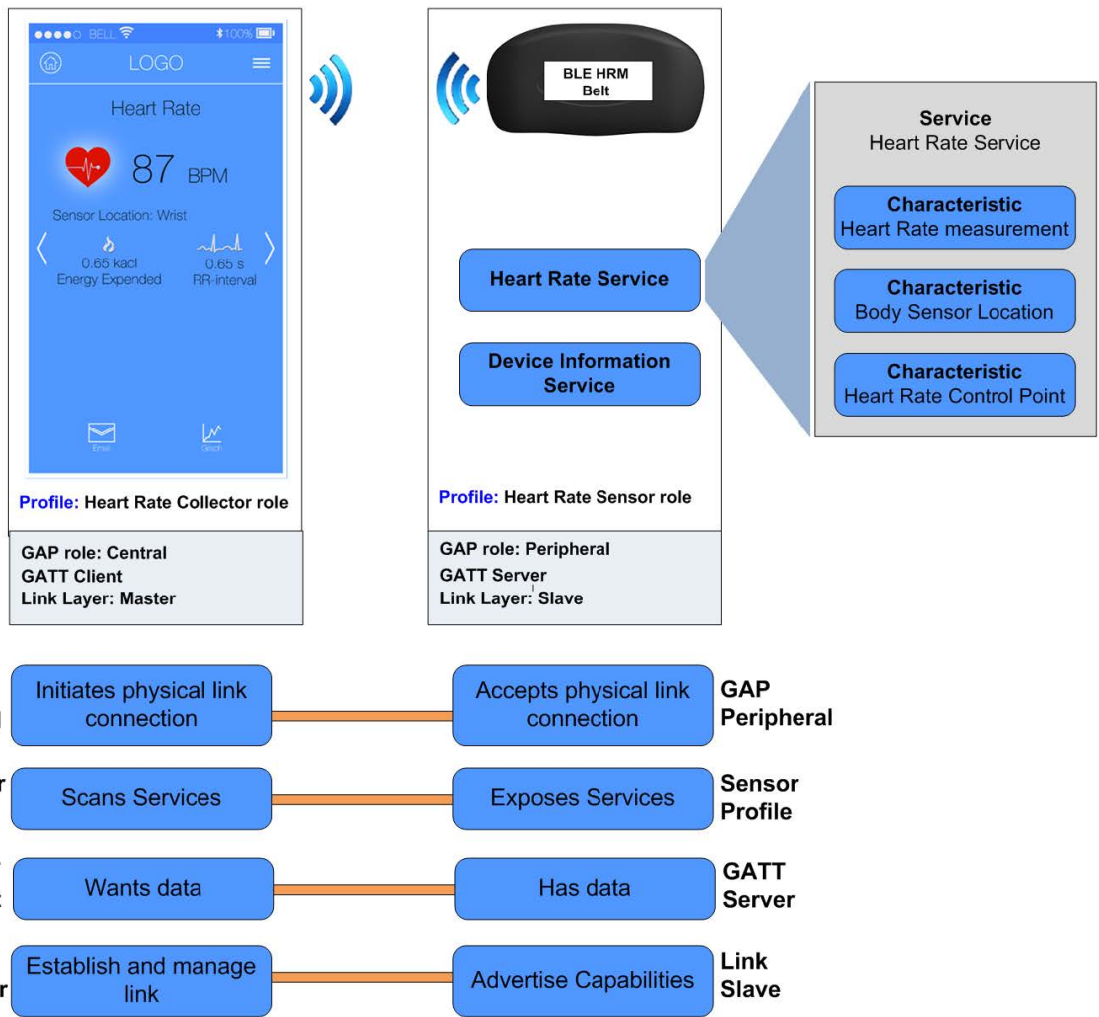 BELL
100%
LOGO
Heart Rate
87 BPM
Sensor Location: Wrist
0.65 kacl
Energy Expended
0.65 s
RR-interval
Email
Graph
Profile: Heart Rate Collector role
GAP role: Central
GATT Client
Link Layer: Master
BLE HRM
Belt
Heart Rate Service
Device Information
Service
Profile: Heart Rate Sensor role
GAP role: Peripheral
GATT Server
Link Layer: Slave
Service
Heart Rate Service
Characteristic
Heart Rate measurement
Characteristic
Body Sensor Location
Characteristic
Heart Rate Control Point
Initiates physical link
connection
Accepts physical link
connection
GAP
Peripheral
Scans Services
Exposes Services
Sensor
Profile
Wants data
Has data
GATT
Server
Establish and manage
link
Advertise Capabilities
Link
Slave